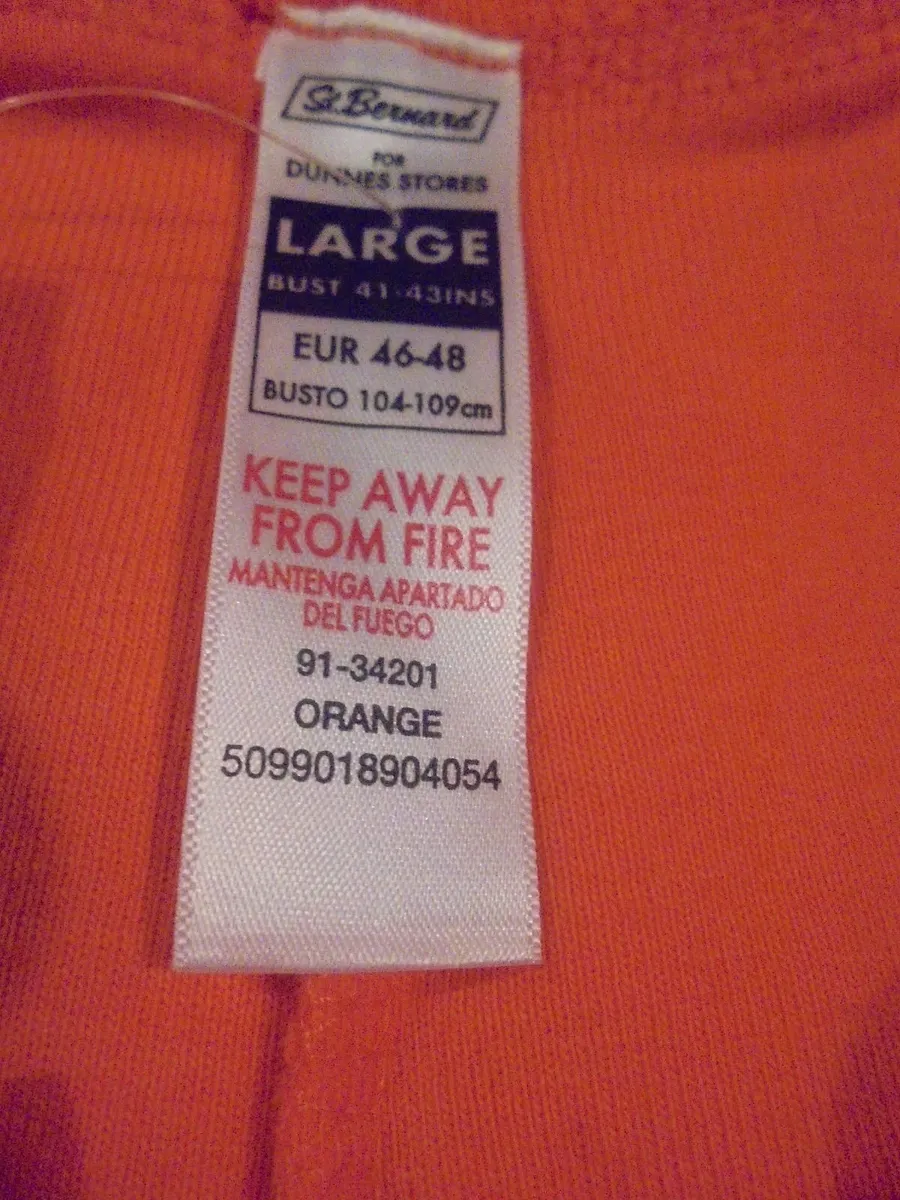 St.Bernard
FOR
DUNNES STORES
LARGE
BUST 41-43INS
EUR 46-48
BUSTO 104-109cm
KEEP AWAY
FROM FIRE
MANTENGA APARTADO
DEL FUEGO
91-34201
ORANGE
5099018904054